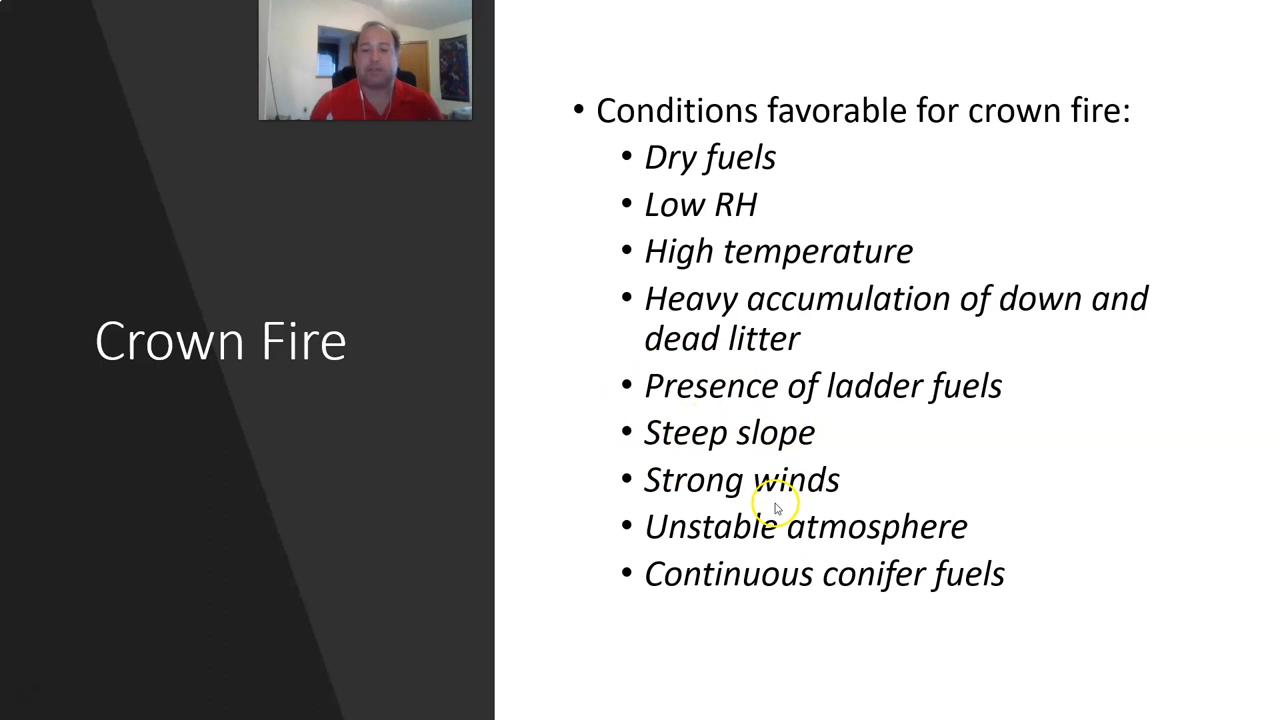 Crown Fire
• Conditions favorable for crown fire:
• Dry fuels
• Low RH
• High temperature
• Heavy accumulation of down and
dead litter
• Presence of ladder fuels
• Steep slope
• Strong winds
• Unstable atmosphere
• Continuous conifer fuels